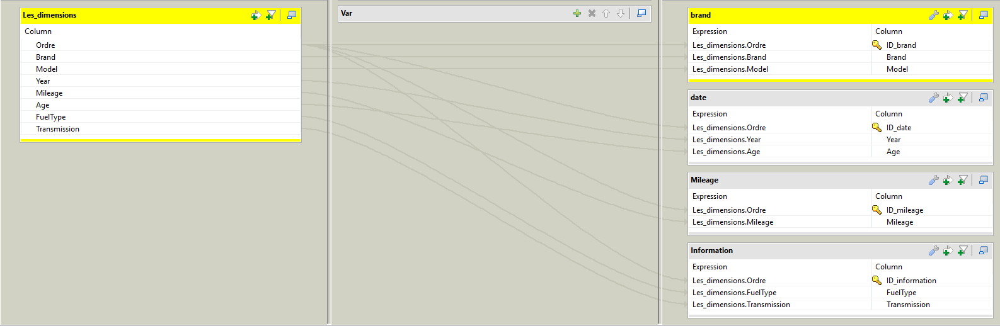 Les_dimensions
Column
Ordre
Brand
Model
Year
Mileage
Age
FuelType
Transmission
Var
brand
Expression Column
Les_dimensions.Ordre ID_brand
Les_dimensions.Brand Brand
Les_dimensions.Model Model
date
Expression Column
Les_dimensions.Ordre ID_date
Les_dimensions.Year Year
Les_dimensions.Age Age
Mileage
Expression Column
Les_dimensions.Ordre ID_mileage
Les_dimensions.Mileage Mileage
Information
Expression Column
Les_dimensions.Ordre ID_information
Les_dimensions.FuelType FuelType
Les_dimensions.Transmission Transmission